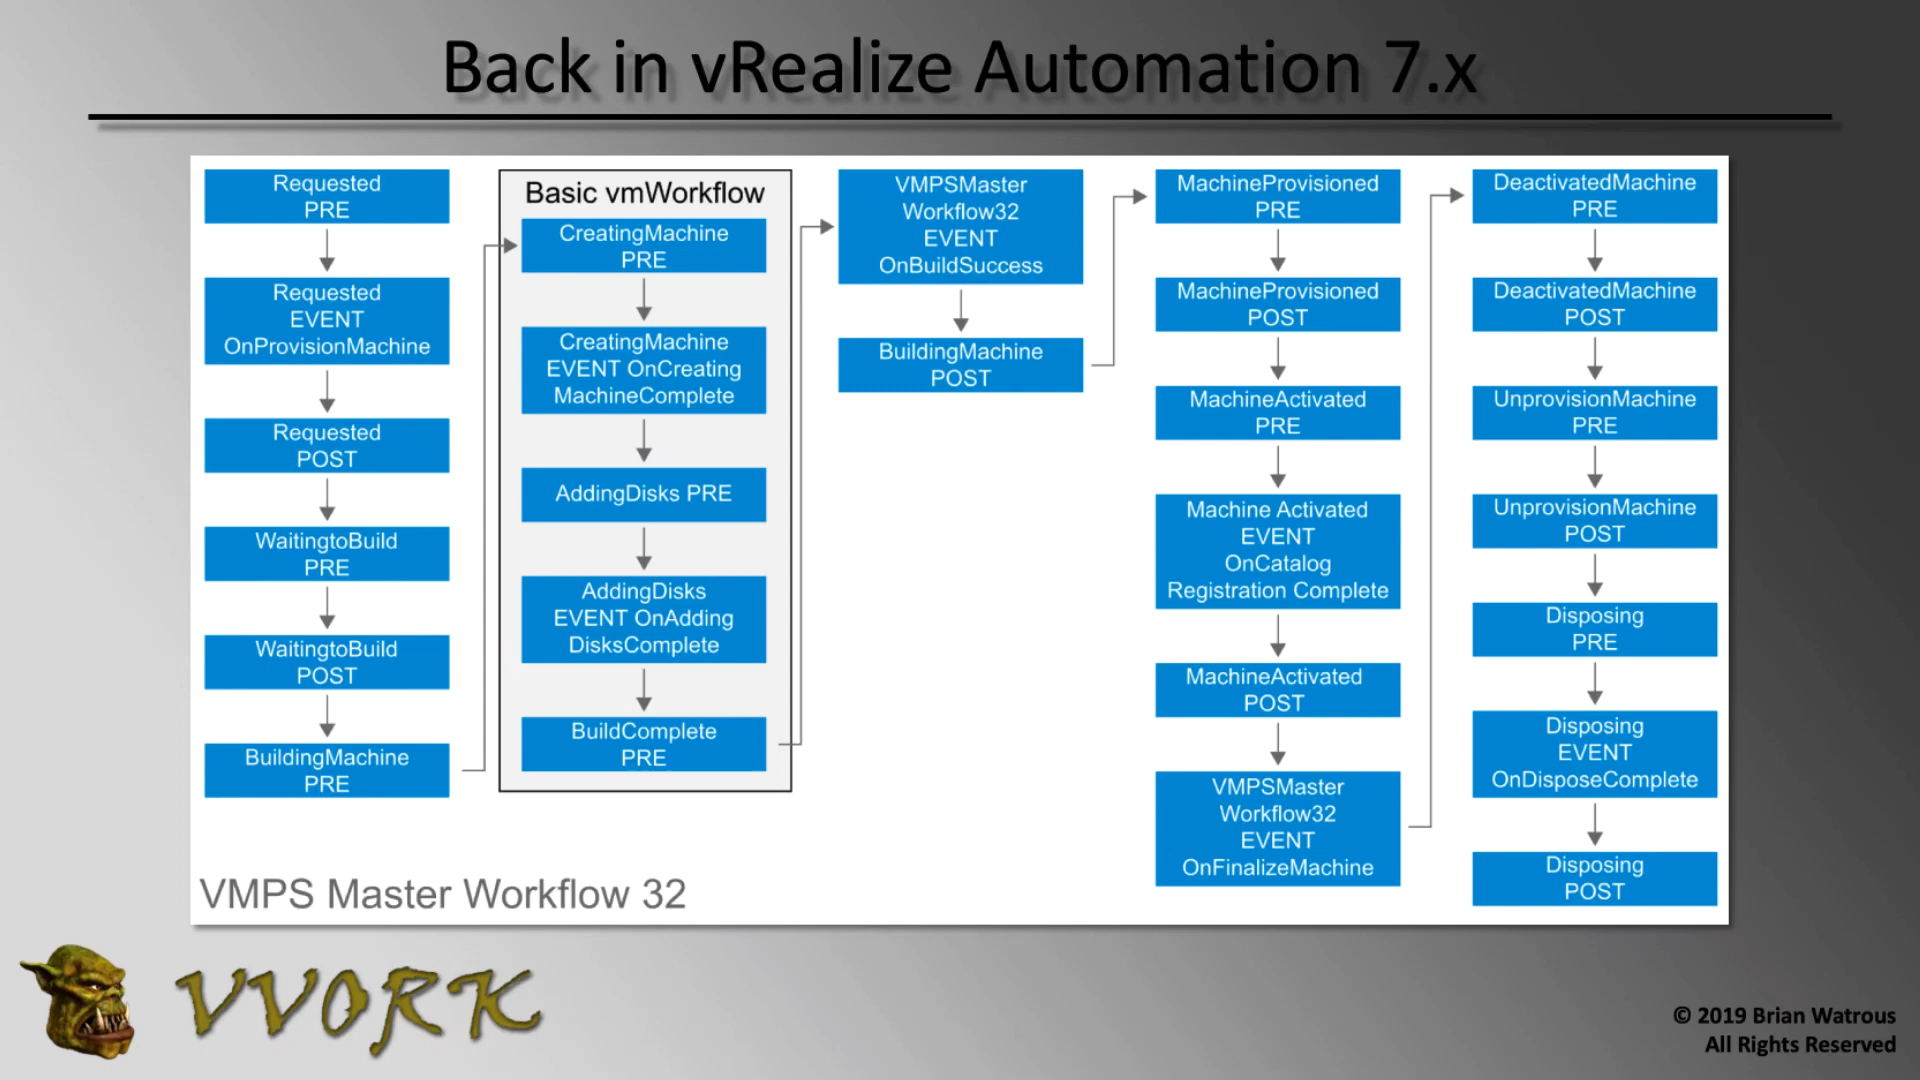 Back in vRealize Automation 7.x
Requested
PRE
Requested
EVENT
OnProvisionMachine
Requested
POST
WaitingtoBuild
PRE
WaitingtoBuild
POST
BuildingMachine
PRE
Basic vmWorkflow
CreatingMachine
PRE
CreatingMachine
EVENT OnCreating
MachineComplete
AddingDisks PRE
AddingDisks
EVENT OnAdding
DisksComplete
BuildComplete
PRE
VMPSMaster
Workflow32
EVENT
OnBuildSuccess
BuildingMachine
POST
MachineProvisioned
PRE
MachineProvisioned
POST
MachineActivated
PRE
Machine Activated
EVENT
OnCatalog
Registration Complete
MachineActivated
POST
VMPSMaster
Workflow32
EVENT
OnFinalizeMachine
DeactivatedMachine
PRE
DeactivatedMachine
POST
UnprovisionMachine
PRE
UnprovisionMachine
POST
Disposing
PRE
Disposing
EVENT
OnDisposeComplete
Disposing
POST
VMPS Master Workflow 32
VVORK
© 2019 Brian Watrous
All Rights Reserved